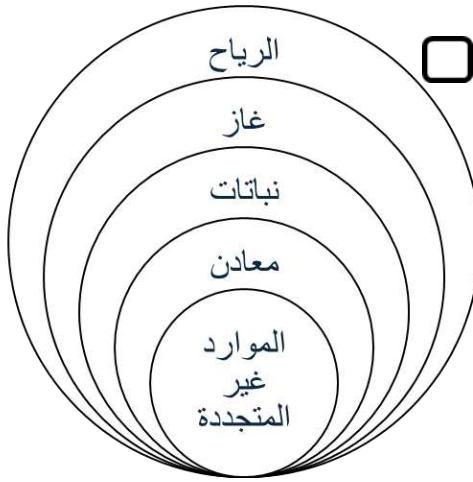 الرياح
غاز
نباتات
معادن
الموارد
غير
المتجددة